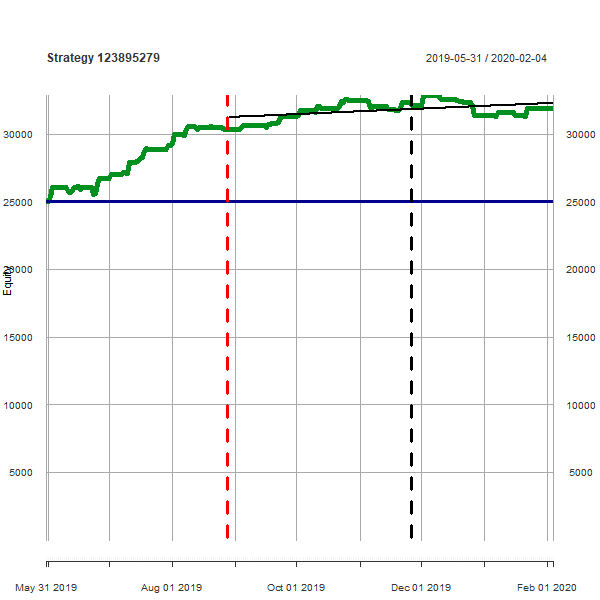 Strategy 123895279
2019-05-31 / 2020-02-04
30000
30000
25000
25000
20000
20000
Equity
15000
15000
10000
10000
5000
5000
May 31 2019
Aug 01 2019
Oct 01 2019
Dec 01 2019
Feb 01 2020